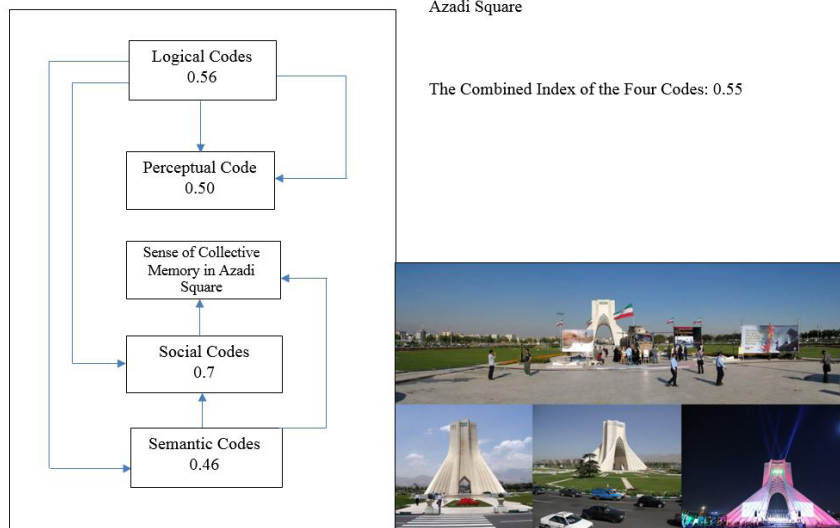 Azadi Square
The Combined Index of the Four Codes: 0.55
Logical Codes
0.56
Perceptual Code
0.50
Sense of Collective
Memory in Azadi
Square
Social Codes
0.7
Semantic Codes
0.46